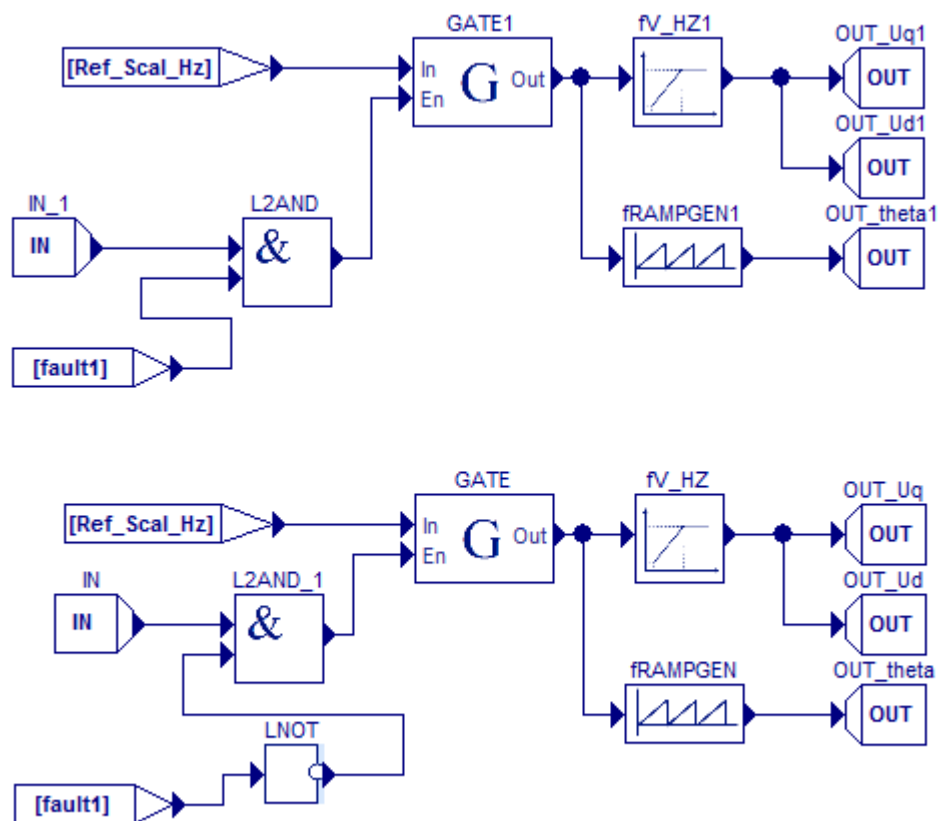 GATE1
fV_HZ1
OUT_Uq1
[Ref_Scal_Hz]
In
En
G
Out
OUT
OUT_Ud1
OUT
IN_1
L2AND
fRAMPGEN1
OUT_theta1
IN
&
OUT
[fault1]
GATE
fV_HZ
OUT_Uq
[Ref_Scal_Hz]
In
En
G
Out
OUT
IN
L2AND_1
OUT_Ud
IN
&
OUT
fRAMPGEN
OUT_theta
OUT
LNOT
[fault1]